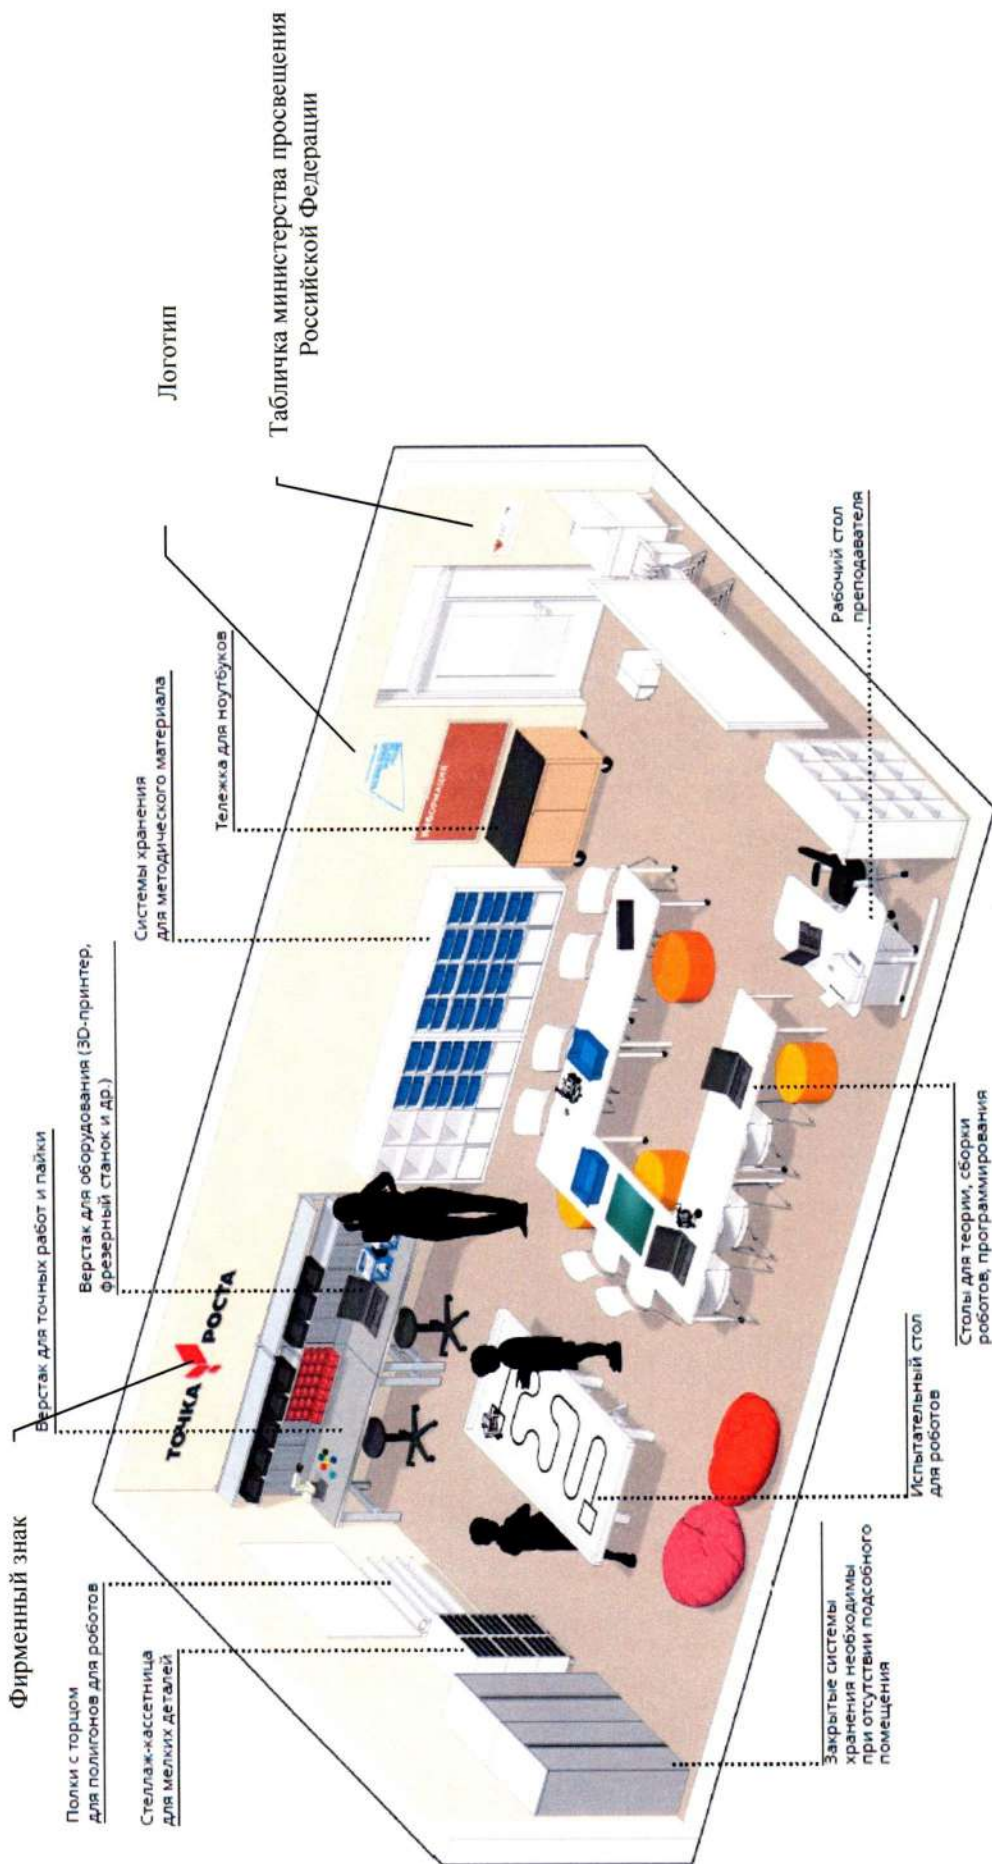 Фирменный знак
Логотип
Табличка министерства просвещения
Российской Федерации
Полки с торцом
для полигонов для роботов
Стеллаж-кассетница
для мелких деталей
Верстак для точных работ и пайки
Верстак для оборудования (3D-принтер,
фрезерный станок и др.)
Системы хранения
для методического материала
Тележка для ноутбуков
ТОЧКА РОСТА
ИНФОРМАЦИЯ
Закрытые системы
хранения необходимы
при отсутствии подсобного
помещения
Испытательный стол
для роботов
Столы для теории, сборки
роботов, программирования
Рабочий стол
преподавателя